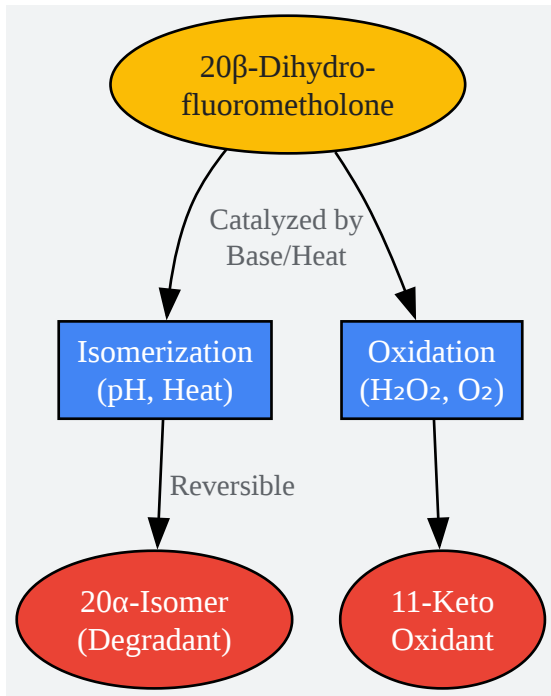 20β-Dihydro-
fluorometholone
Catalyzed by
Base/Heat
Isomerization
(pH, Heat)
Oxidation
(H₂O₂, O₂)
Reversible
20α-Isomer
(Degradant)
11-Keto
Oxidant